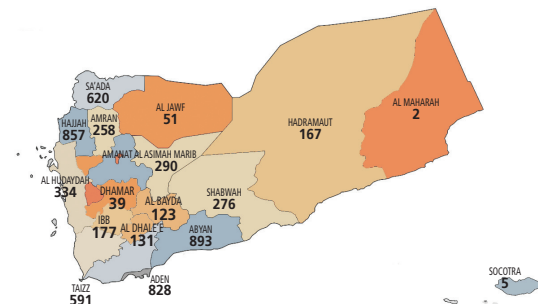 SA'ADA
620
AL JAWF
51
HAJJAH
857
AMRAN
258
HADRAMAUT
167
AL MAHARAH
2
AMANAT AL ASIMAH MARIB
290
AL HUDAYDAH
334
DHAMAR
39
AL BAYDA
123
SHABWAH
276
IBB
177
AL DHALE'E
131
ABYAN
893
TAIZZ
591
ADEN
828
SOCOTRA
5